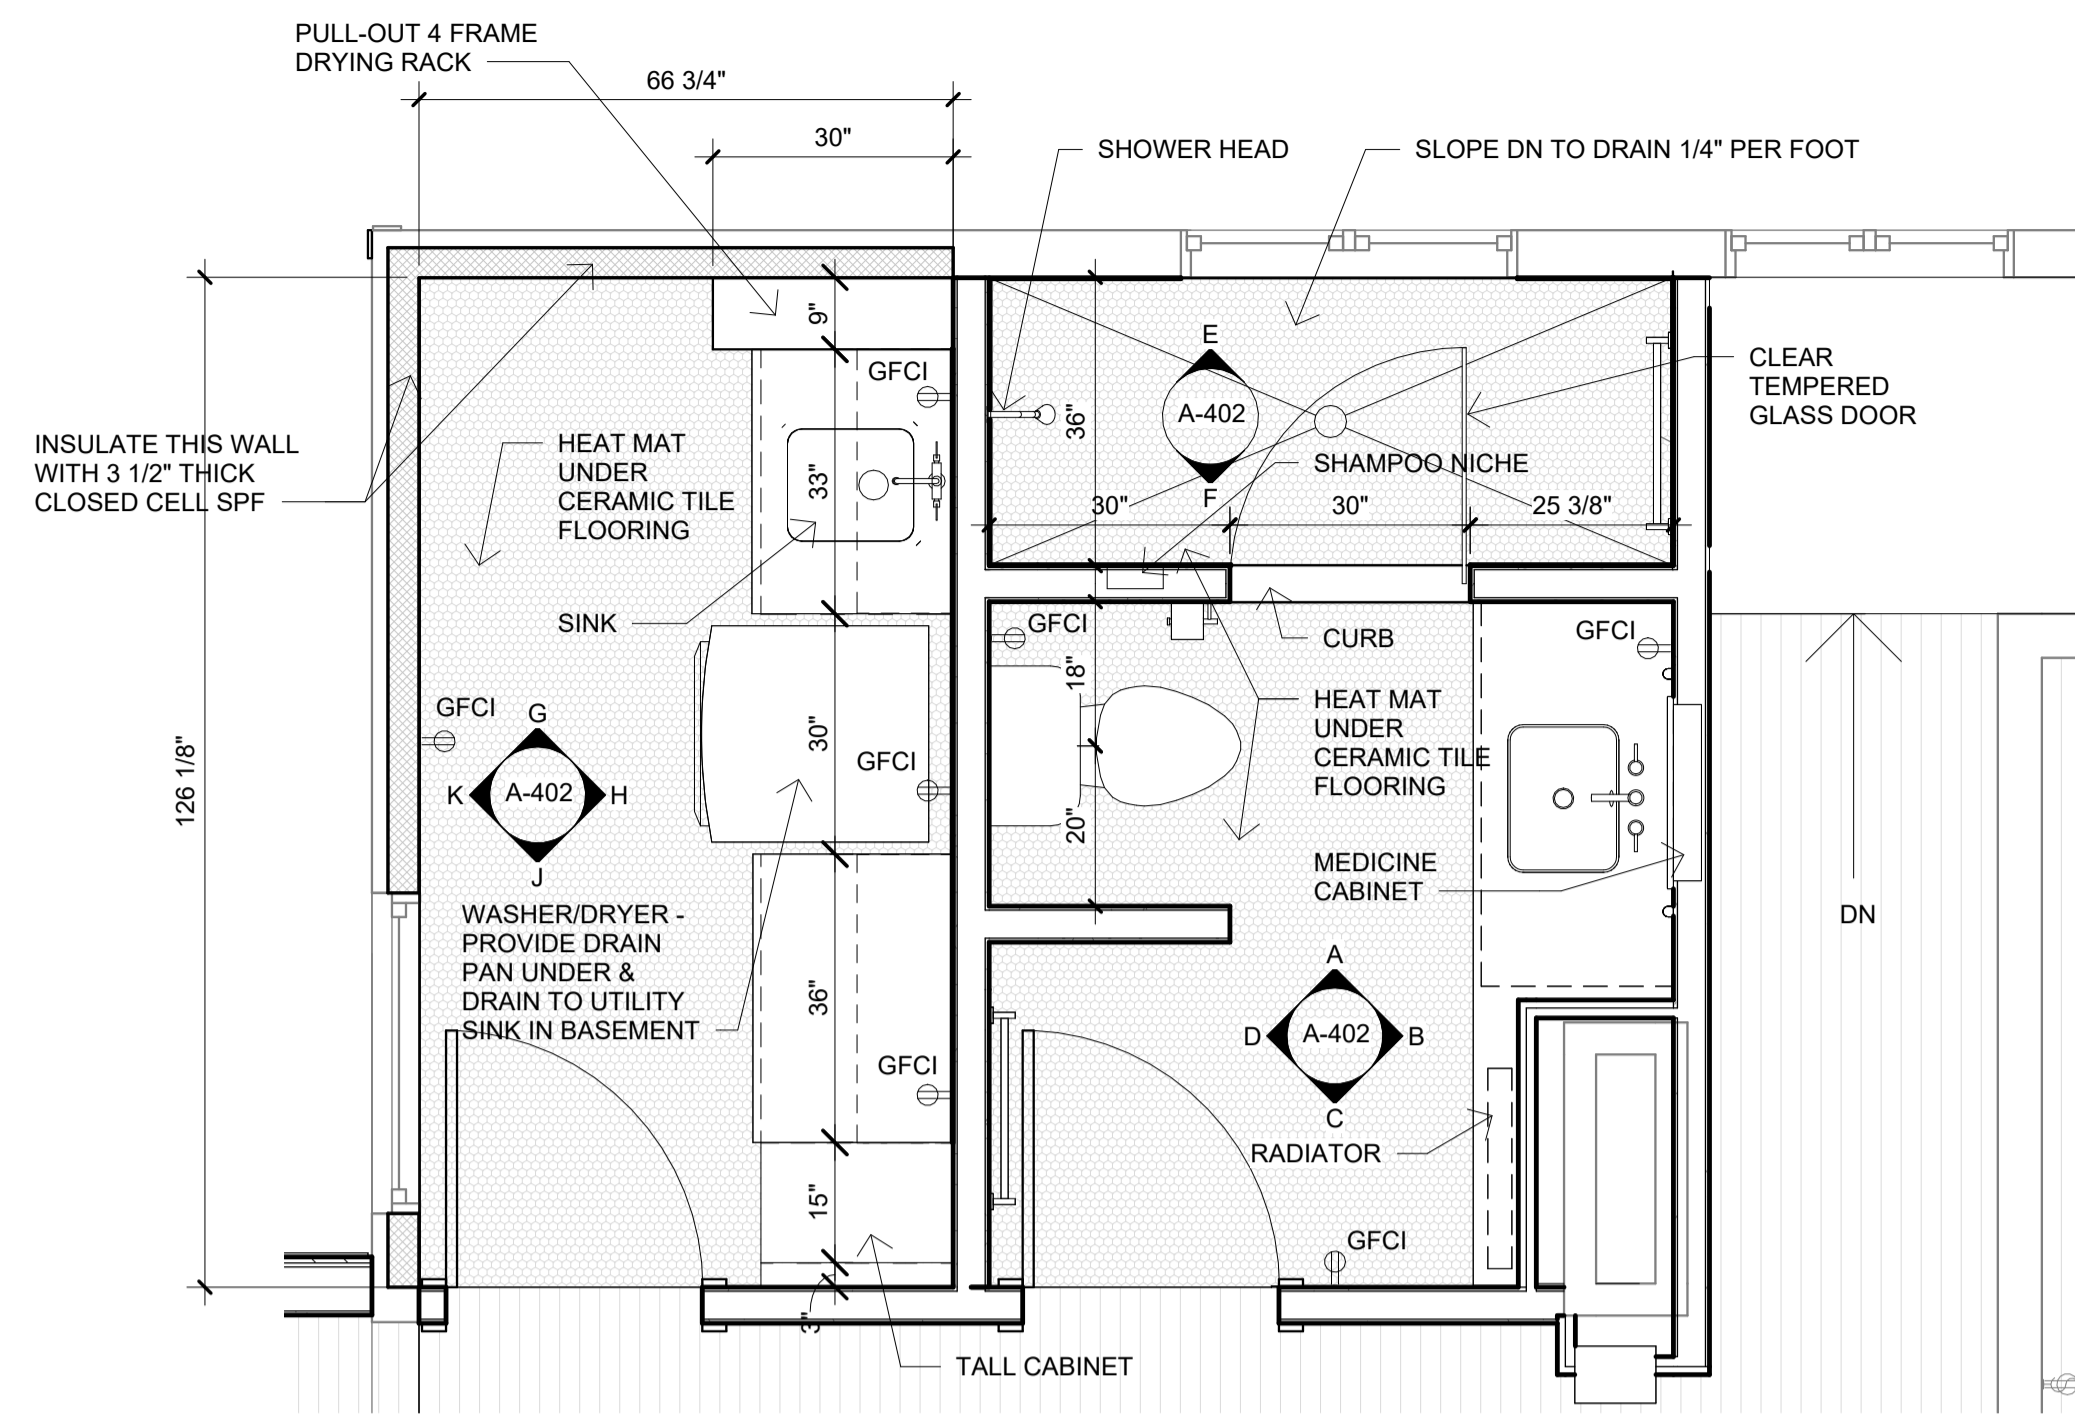 PULL-OUT 4 FRAME
DRYING RACK
66 3/4"
30"
SHOWER HEAD
SLOPE DN TO DRAIN 1/4" PER FOOT
9"
GFCI
E
A-402
F
36"
CLEAR
TEMPERED
GLASS DOOR
INSULATE THIS WALL
WITH 3 1/2" THICK
CLOSED CELL SPF
HEAT MAT
UNDER
CERAMIC TILE
FLOORING
33"
SHAMPOO NICHE
30"
30"
25 3/8"
SINK
GFCI
CURB
GFCI
18"
HEAT MAT
UNDER
CERAMIC TILE
FLOORING
126 1/8"
GFCI
G
K
A-402
H
J
30"
GFCI
20"
MEDICINE
CABINET
DN
WASHER/DRYER -
PROVIDE DRAIN
PAN UNDER &
DRAIN TO UTILITY
SINK IN BASEMENT
36"
GFCI
A
D
A-402
B
C
RADIATOR
15"
GFCI
3"
TALL CABINET